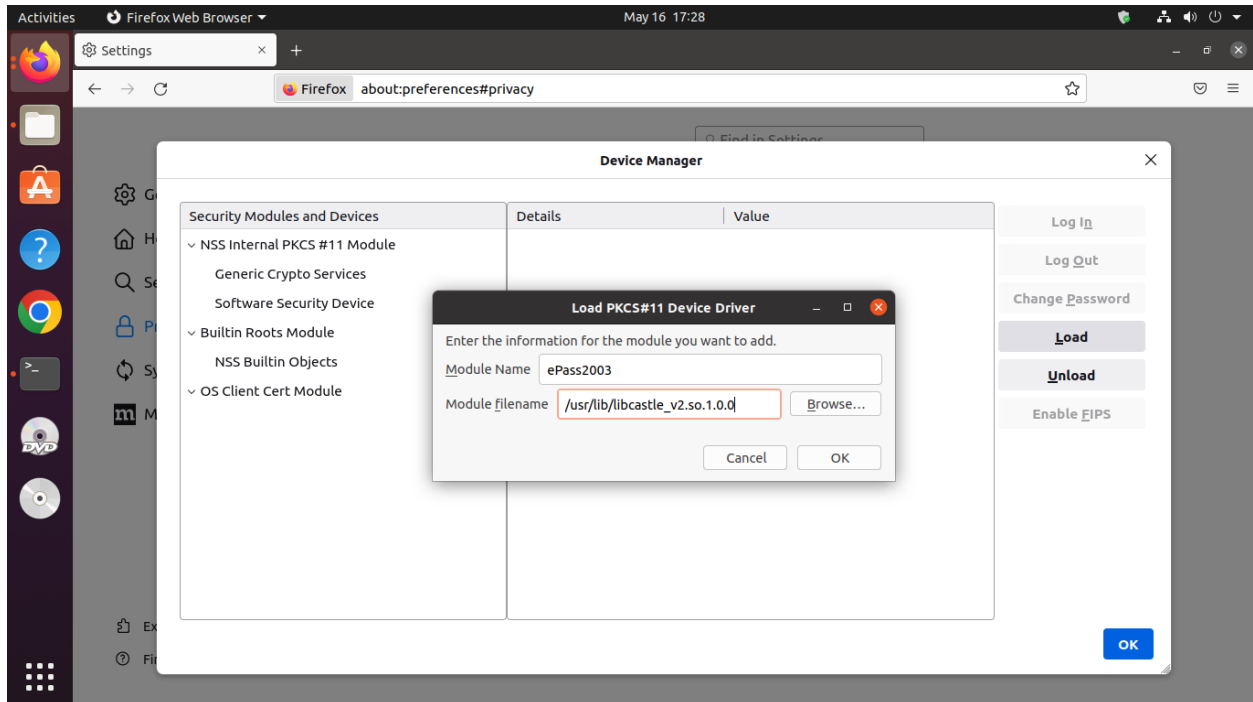 Activities Firefox Web Browser May 16 17:28
Settings
Firefox about:preferences#privacy
Find in Settings
Device Manager
Security Modules and Devices Details Value
NSS Internal PKCS #11 Module
Generic Crypto Services
Software Security Device
Builtin Roots Module
NSS Builtin Objects
OS Client Cert Module
Log In
Log Out
Change Password
Load
Unload
Enable FIPS
Load PKCS#11 Device Driver
Enter the information for the module you want to add.
Module Name ePass2003
Module filename /usr/lib/libcastle_v2.so.1.0.0 Browse...
Cancel OK
OK
DVD